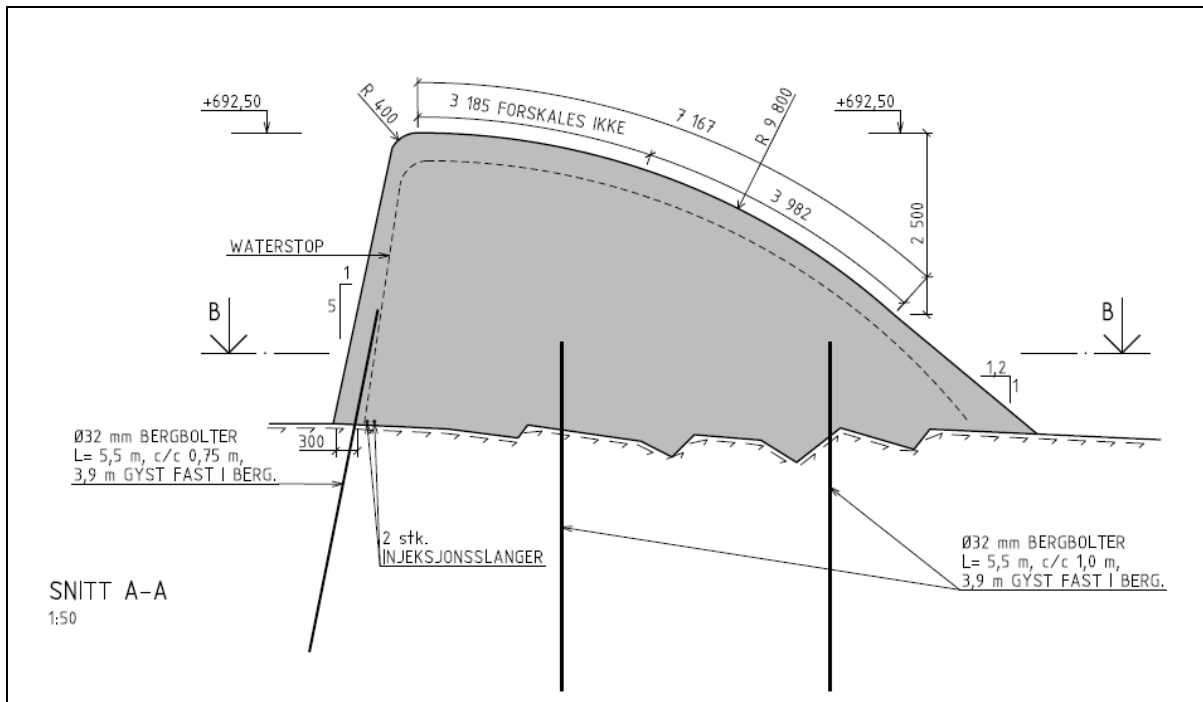 +692,50
R 400
3 185 FORSKALES IKKE
7 167
R 9 800
+692,50
3 982
2 500
WATERSTOP
1
5
B
B
1,2
1
300
Ø32 mm BERGBOLTER
L= 5,5 m, c/c 0,75 m,
3,9 m GYST FAST I BERG.
2 stk.
INJEKSJONSSLANGER
Ø32 mm BERGBOLTER
L= 5,5 m, c/c 1,0 m,
3,9 m GYST FAST I BERG.
SNITT A-A
1:50